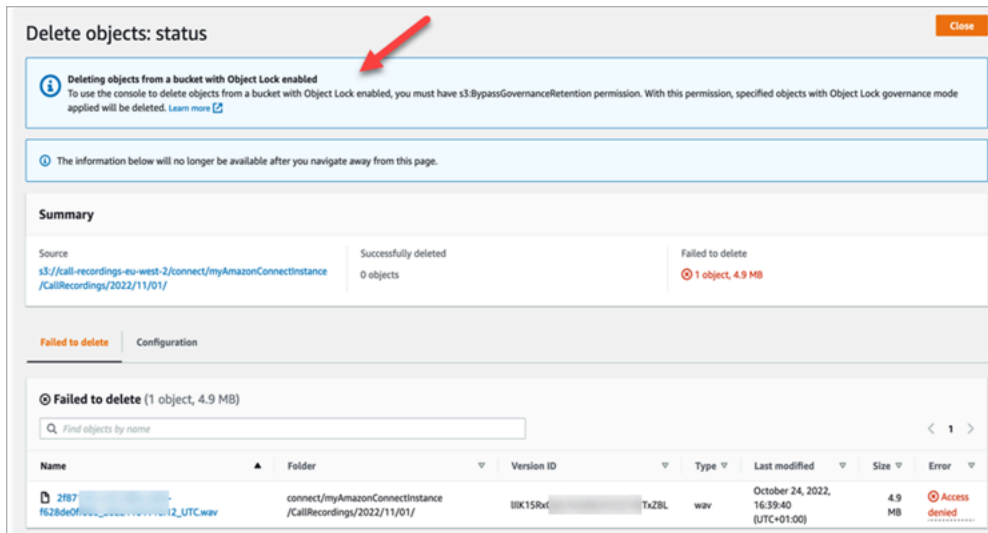 Delete objects: status
Close
Deleting objects from a bucket with Object Lock enabled
To use the console to delete objects from a bucket with Object Lock enabled, you must have s3:BypassGovernanceRetention permission. With this permission, specified objects with Object Lock governance mode
applied will be deleted. Learn more
The information below will no longer be available after you navigate away from this page.
Summary
Source
Successfully deleted
Failed to delete
s3://call-recordings-eu-west-2/connect/myAmazonConnectInstance
/CallRecordings/2022/11/01/
0 objects
1 object, 4.9 MB
Failed to delete
Configuration
Failed to delete (1 object, 4.9 MB)
Find objects by name
1
Name
Folder
Version ID
Type
Last modified
Size
Error
2f87
connect/myAmazonConnectInstance
/CallRecordings/2022/11/01/
TxZBL
wav
October 24, 2022,
16:39:40
(UTC+01:00)
4.9
MB
Access
denied